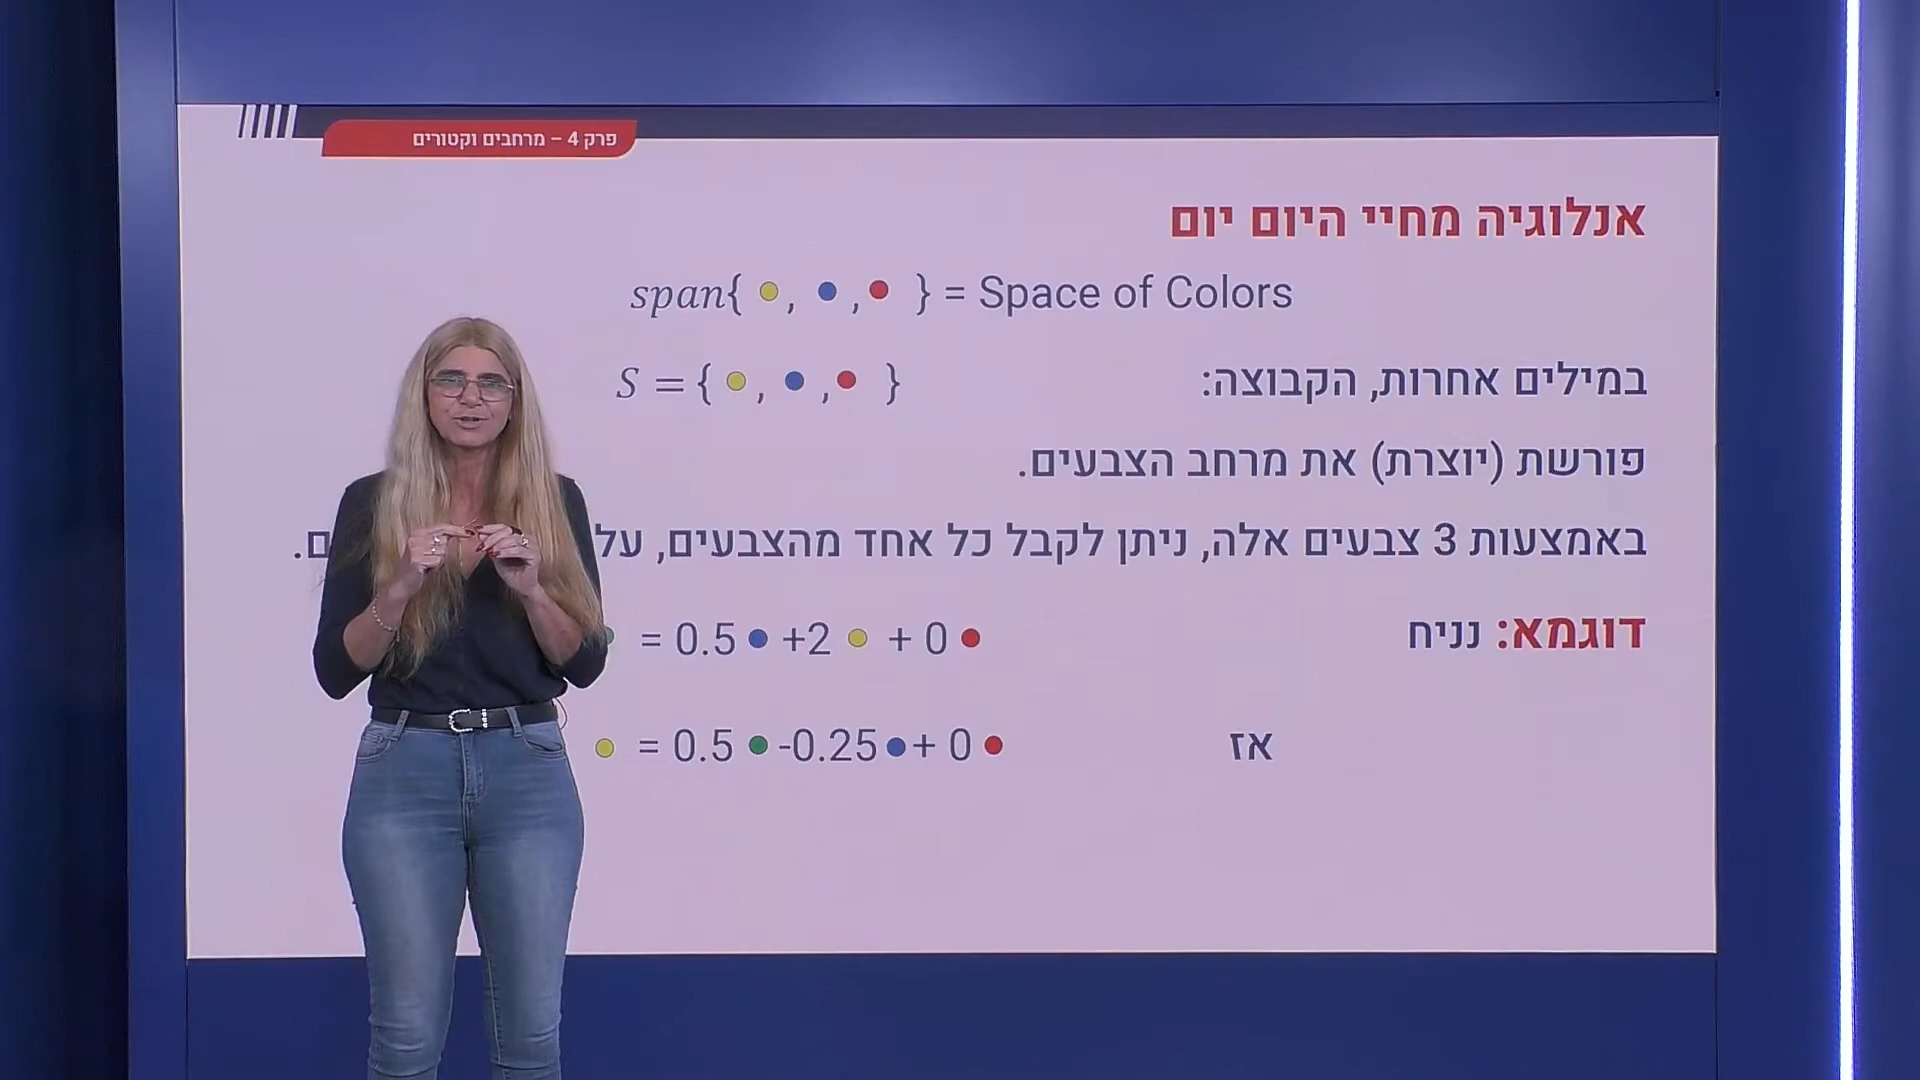 פרק 4 – מרחבים וקטורים
אנלוגיה מחיי היום יום
span{ , , } = Space of Colors
במילים אחרות, הקבוצה: S = { , , }
פורשת (יוצרת) את מרחב הצבעים.
באמצעות 3 צבעים אלה, ניתן לקבל כל אחד מהצבעים, על
דוגמא: נניח = 0.5 +2 + 0
אז = 0.5 -0.25 + 0